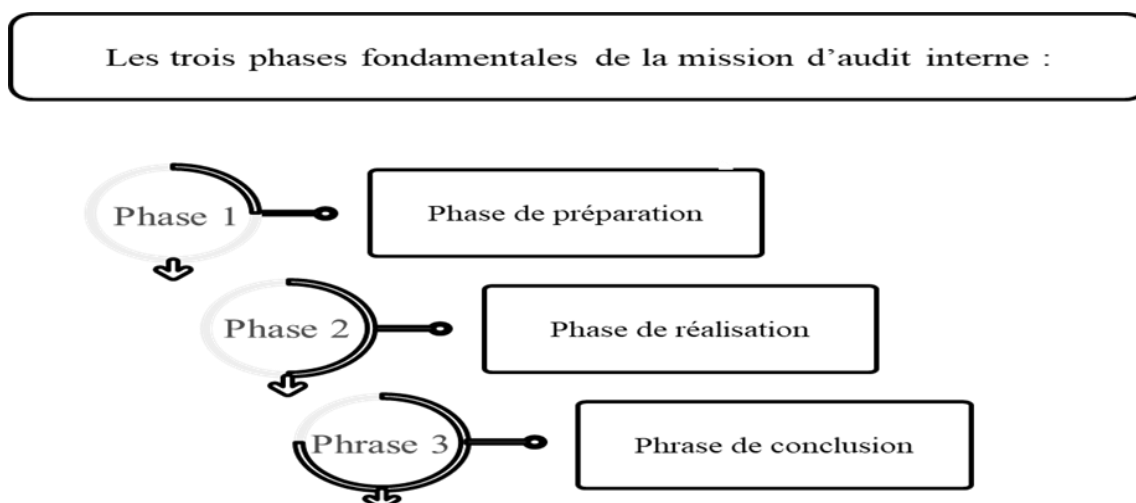 Les trois phases fondamentales de la mission d’audit interne :
Phase 1
Phase de préparation
Phase 2
Phase de réalisation
Phrase 3
Phrase de conclusion